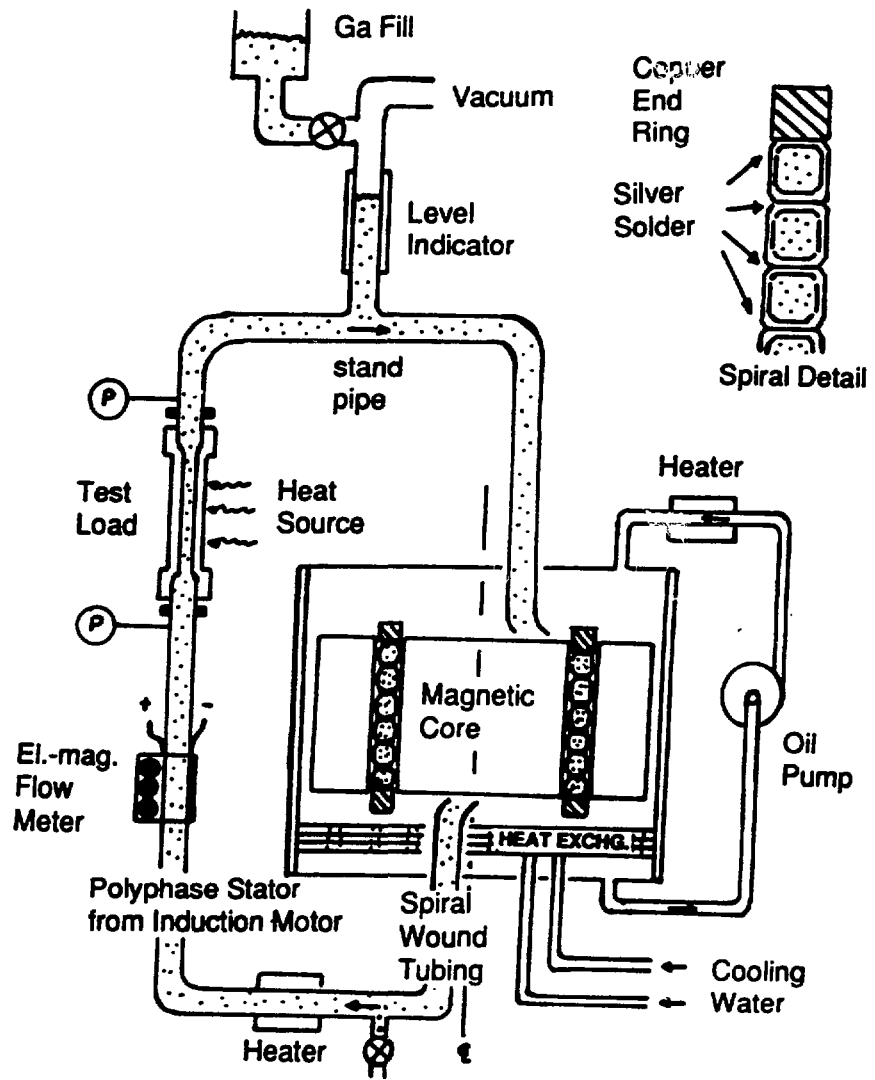 Ga Fill
Vacuum
Copper
End
Ring
Silver
Solder
Level
Indicator
Spiral Detail
stand
pipe
P
Heater
Test
Load
Heat
Source
P
Magnetic
Core
+ -
El.-mag.
Flow
Meter
Oil
Pump
HEAT EXCHG.
Polyphase Stator
from Induction Motor
Spiral
Wound
Tubing
Cooling
Water
Heater
℄